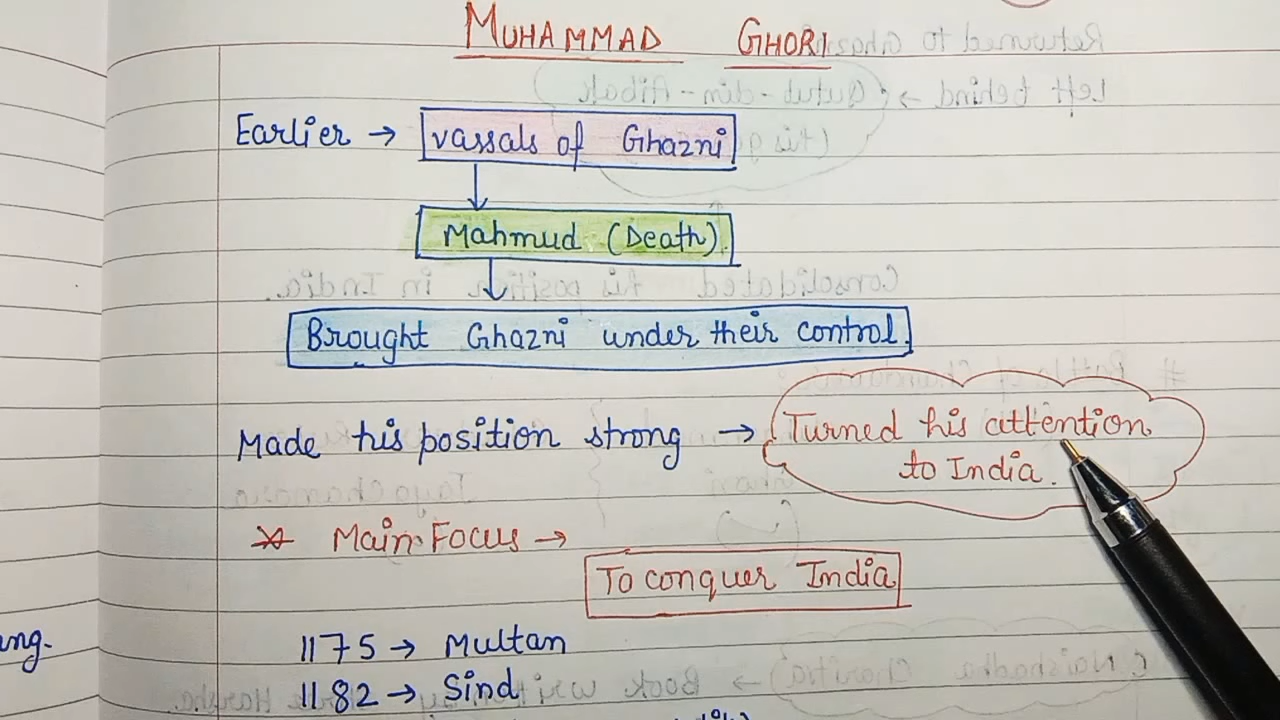 MUHAMMAD GHORI
Earlier → vassals of Ghazni
Mahmud (Death).
Brought Ghazni under their control.
Made his position strong → Turned his attention
to India.
Main Focus →
To conquer India
ing.
1175 → Multan
1182 → Sind